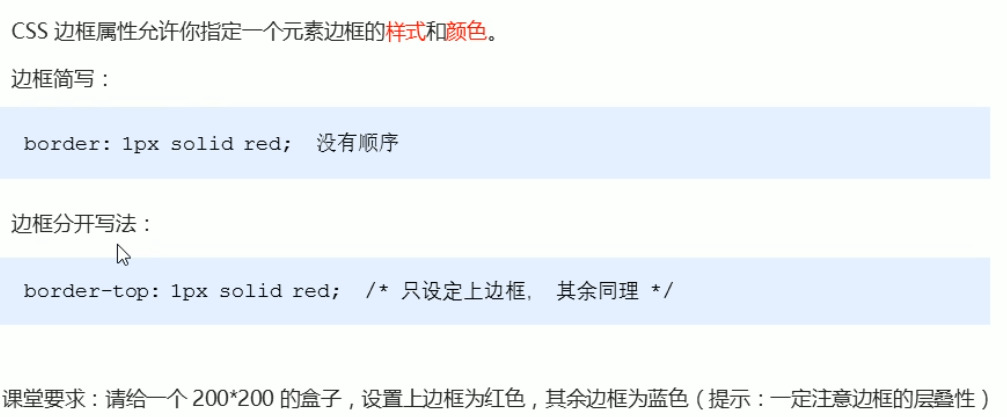 CSS 边框属性允许你指定一个元素边框的样式和颜色。
边框简写：
border: 1px solid red;  没有顺序
边框分开写法：
border-top: 1px solid red;  /* 只设定上边框， 其余同理 */
课堂要求：请给一个 200*200 的盒子，设置上边框为红色，其余边框为蓝色（提示：一定注意边框的层叠性）